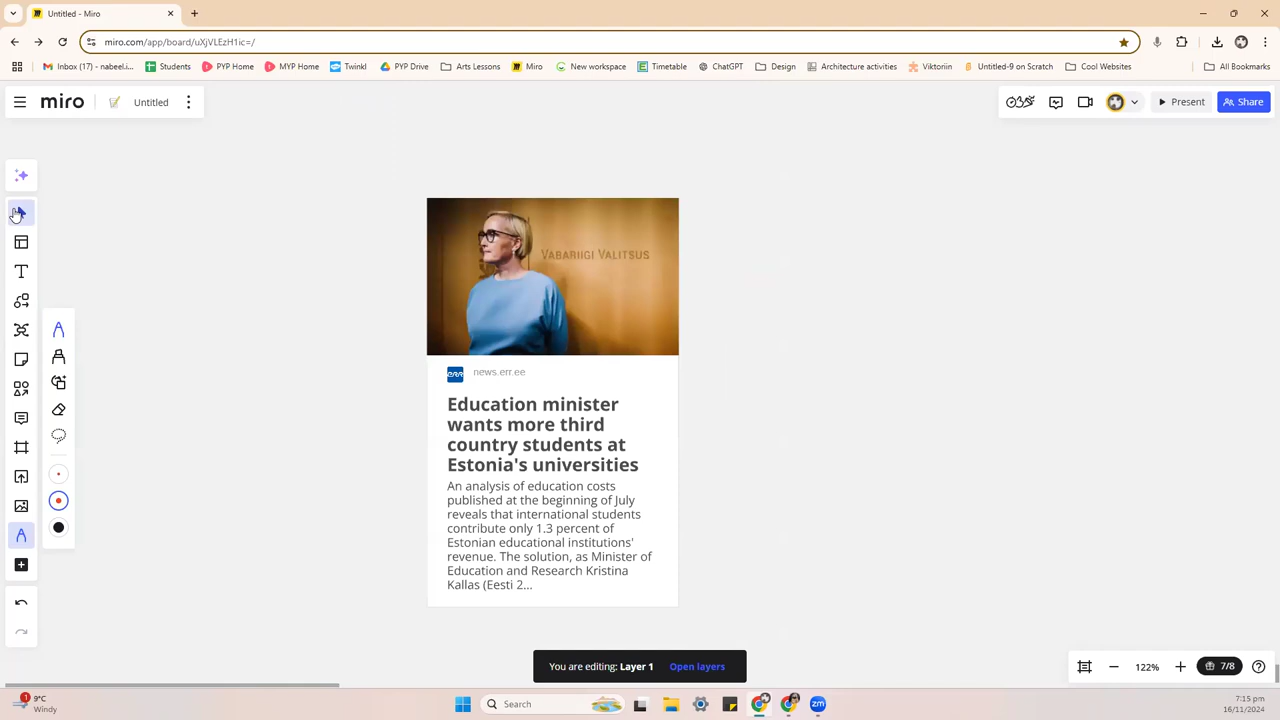 Untitled - Miro
miro.com/app/board/uXjVLEzH1ic=/
Inbox (17) - nabeel.i... Students PYP Home MYP Home Twinkl PYP Drive Arts Lessons Miro New workspace Timetable ChatGPT Design Architecture activities Viktoriin Untitled-9 on Scratch Cool Websites All Bookmarks
miro Untitled Present Share
VABARIIGI VALITSUS
err news.err.ee
Education minister
wants more third
country students at
Estonia's universities
An analysis of education costs
published at the beginning of July
reveals that international students
contribute only 1.3 percent of
Estonian educational institutions'
revenue. The solution, as Minister of
Education and Research Kristina
Kallas (Eesti 2...
You are editing: Layer 1 Open layers
122% 7/8
1 9°C
Windy
Search
zm
7:15 pm
16/11/2024